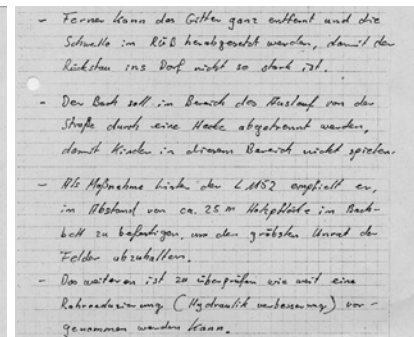 - Ferner kann das Gitter ganz entfernt und die
Schwelle im RÜB herabgesetzt werden, damit der
Rückstau ins Dorf nicht so stark ist.
- Der Bach soll im Bereich des Auslauf von der
Straße durch eine Hecke abgetrennt werden,
damit Kinder in diesem Bereich nicht spielen.
- Als Maßnahme hinter der L 1152 empfielt er,
im Abstand von ca. 25 m Holzpflöcke im Bach-
bett zu befestigen, um den gröbsten Unrat der
Felder abzuhalten.
- Des weiteren ist zu überprüfen wie weit eine
Rohrreduzierung (Hydraulik verbesserung) vor-
genommen werden kann.